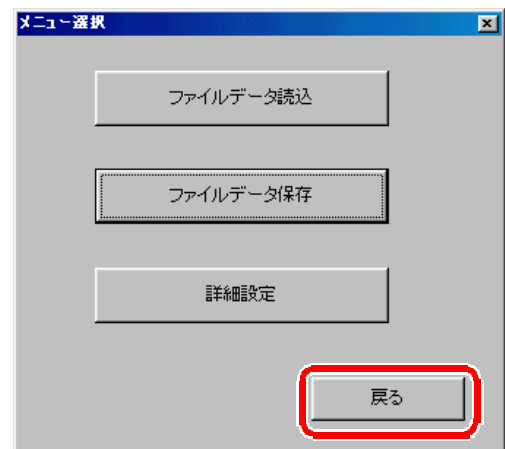 メニュー選択
ファイルデータ読込
ファイルデータ保存
詳細設定
戻る